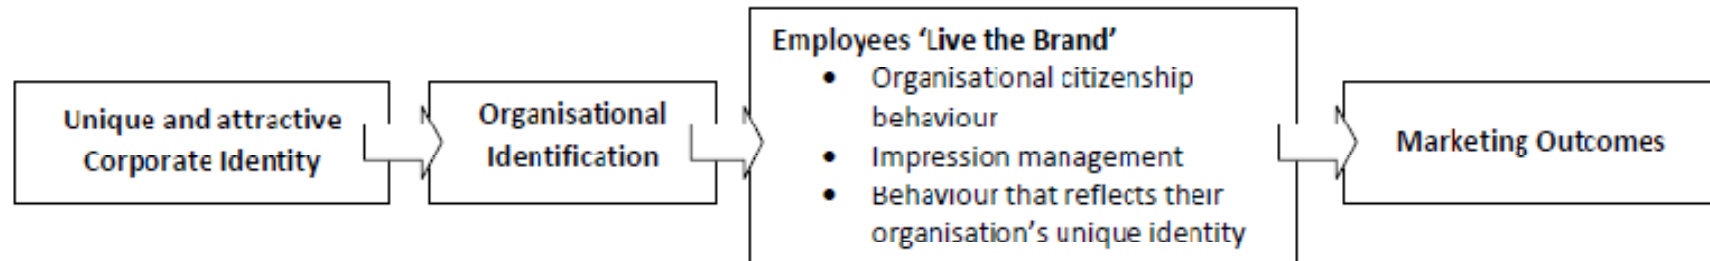 Unique and attractive
Corporate Identity
Organisational
Identification
Employees ‘Live the Brand’
• Organisational citizenship
behaviour
• Impression management
• Behaviour that reflects their
organisation’s unique identity
Marketing Outcomes